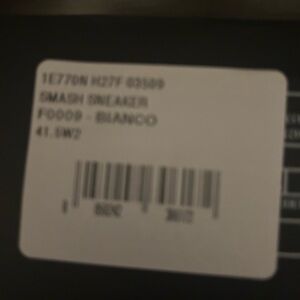 1E770N H27F 03509
SMASH SNEAKER
F0009 - BIANCO
41.5W2